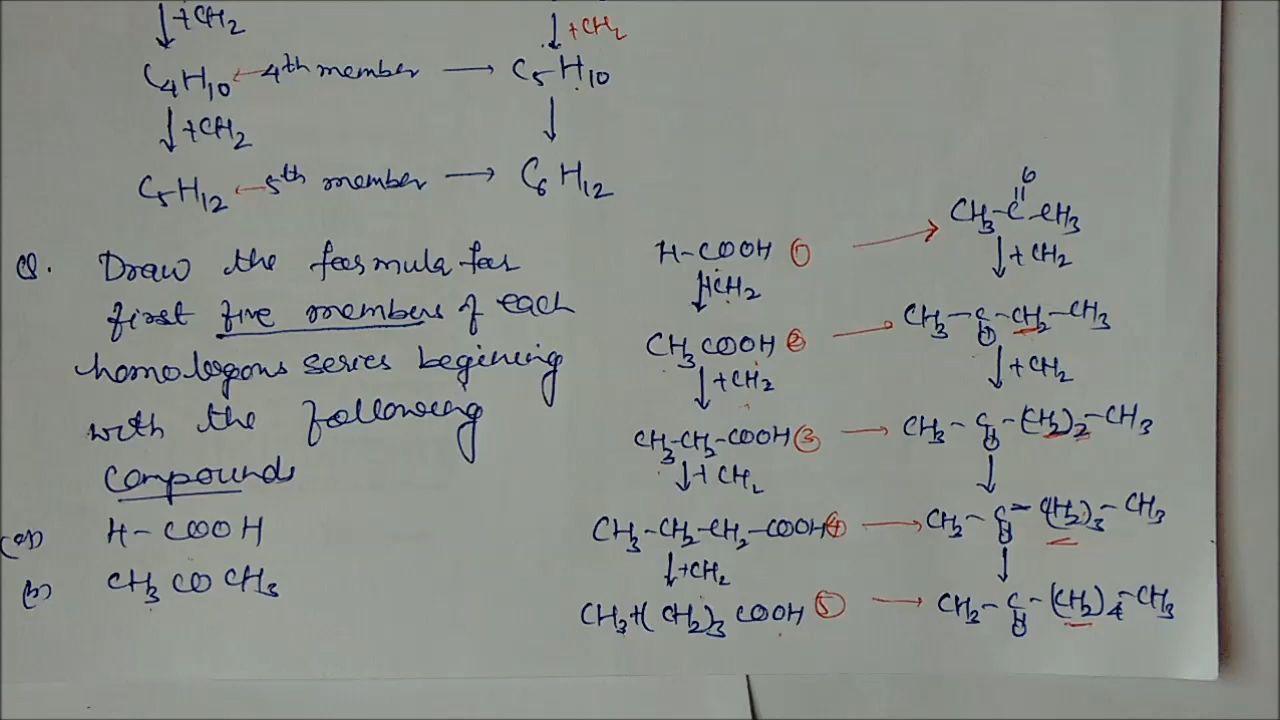 ↓+CH2 ↓+CH2
C4H10 ← 4th member → C5H10
↓+CH2 ↓
C5H12 ← 5th member → C6H12
Q. Draw the formula for
first five members of each
homologous series begining
with the following
compounds
(a) H-COOH
(b) CH3COCH3
H-COOH ① → CH3-C-CH3
O
↓+CH2 ↓+CH2
CH3COOH ② → CH3-C-CH2-CH3
O
↓+CH2 ↓+CH2
CH3-CH2-COOH ③ → CH3-C-(CH2)2-CH3
O
↓+CH2 ↓
CH3-CH2-CH2-COOH ④ → CH3-C-(CH2)3-CH3
O
↓+CH2 ↓
CH3+(CH2)3COOH ⑤ → CH3-C-(CH2)4-CH3
O